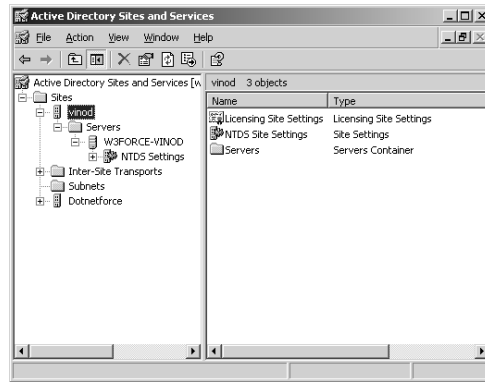 Active Directory Sites and Services
File Action View Window Help
Active Directory Sites and Services [w
Sites
vinod
Servers
W3FORCE-VINOD
NTDS Settings
Inter-Site Transports
Subnets
Dotnetforce
vinod 3 objects
Name Type
Licensing Site Settings Licensing Site Settings
NTDS Site Settings Site Settings
Servers Servers Container